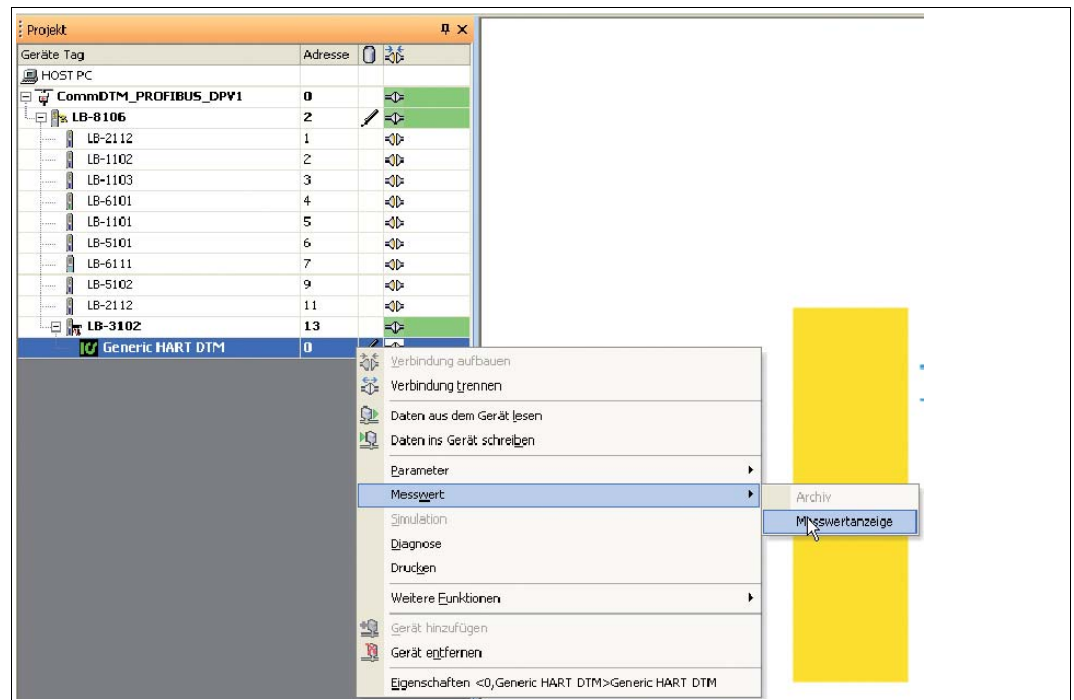 Projekt
Geräte Tag Adresse
HOST PC
CommDTM_PROFIBUS_DPV1 0
LB-8106 2
LB-2112 1
LB-1102 2
LB-1103 3
LB-6101 4
LB-1101 5
LB-5101 6
LB-6111 7
LB-5102 9
LB-2112 11
LB-3102 13
Generic HART DTM 0
Verbindung aufbauen
Verbindung trennen
Daten aus dem Gerät lesen
Daten ins Gerät schreiben
Parameter
Messwert
Archiv
Messwertanzeige
Simulation
Diagnose
Drucken
Weitere Funktionen
Gerät hinzufügen
Gerät entfernen
Eigenschaften <0,Generic HART DTM>Generic HART DTM